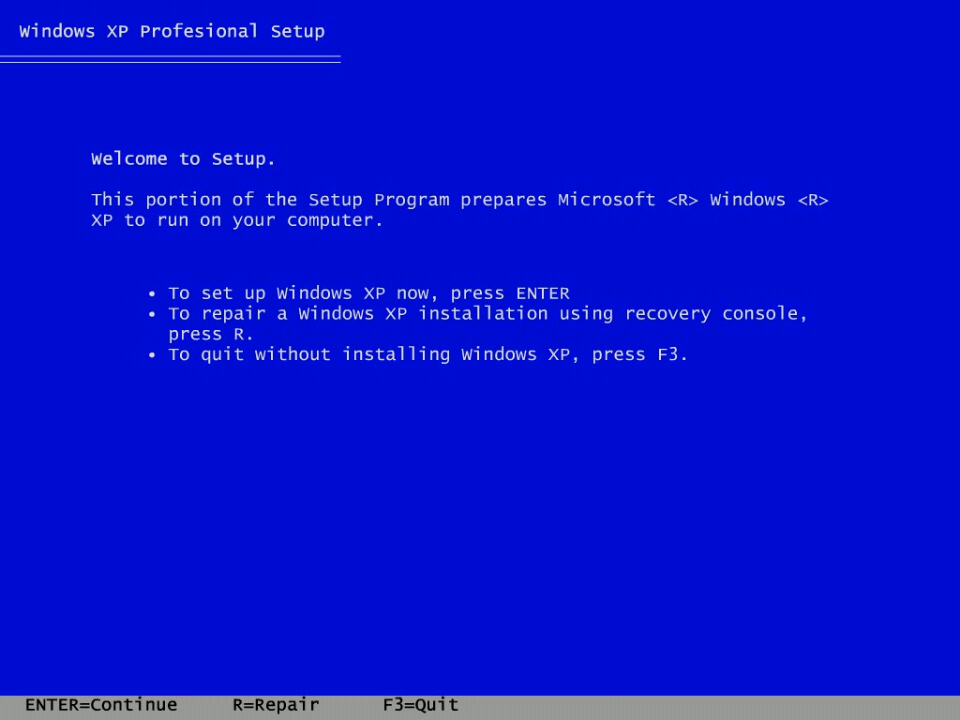 Windows XP Profesional Setup
Welcome to Setup.
This portion of the Setup Program prepares Microsoft <R> Windows <R>
XP to run on your computer.
• To set up Windows XP now, press ENTER
• To repair a Windows XP installation using recovery console,
press R.
• To quit without installing Windows XP, press F3.
ENTER=Continue R=Repair F3=Quit